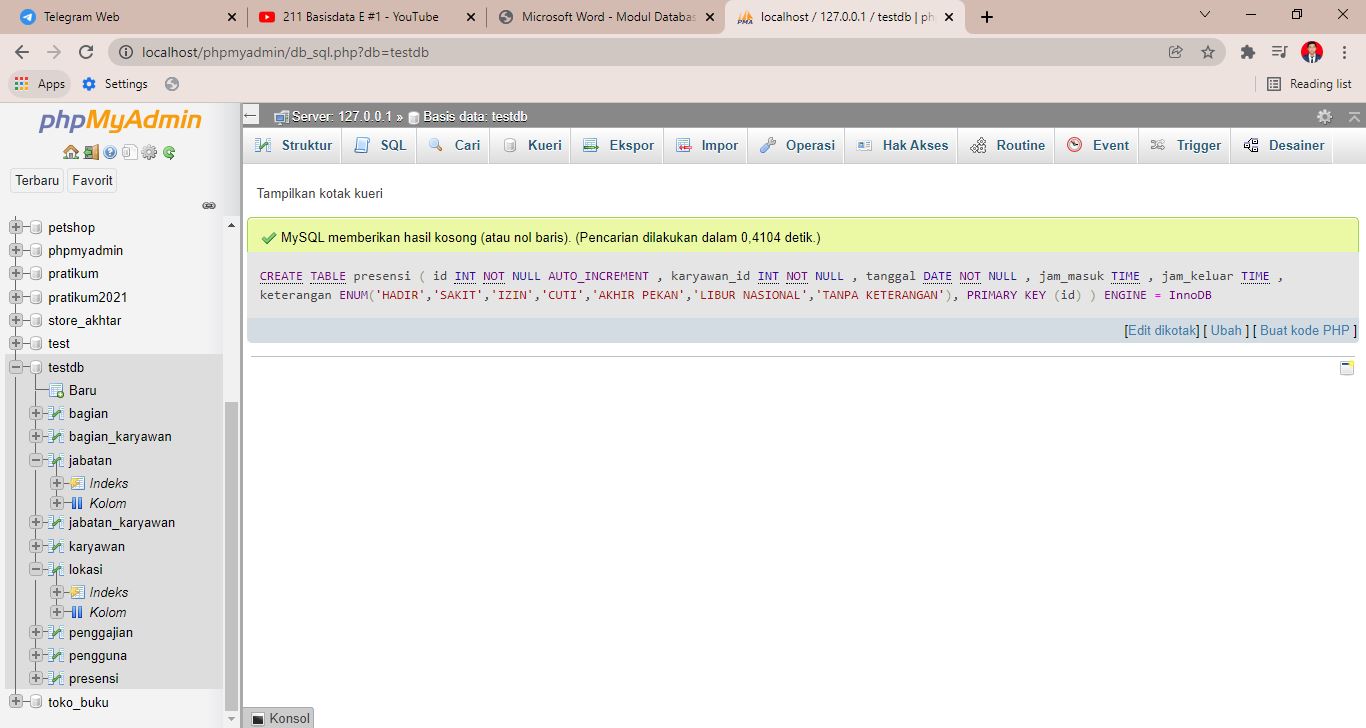 Telegram Web
211 Basisdata E #1 - YouTube
Microsoft Word - Modul Databas
localhost / 127.0.0.1 / testdb | ph
localhost/phpmyadmin/db_sql.php?db=testdb
Apps
Settings
Reading list
phpMyAdmin
Terbaru
Favorit
petshop
phpmyadmin
pratikum
pratikum2021
store_akhtar
test
testdb
Baru
bagian
bagian_karyawan
jabatan
Indeks
Kolom
jabatan_karyawan
karyawan
lokasi
Indeks
Kolom
penggajian
pengguna
presensi
toko_buku
Server: 127.0.0.1 » Basis data: testdb
Struktur
SQL
Cari
Kueri
Ekspor
Impor
Operasi
Hak Akses
Routine
Event
Trigger
Desainer
Tampilkan kotak kueri
MySQL memberikan hasil kosong (atau nol baris). (Pencarian dilakukan dalam 0,4104 detik.)
CREATE TABLE presensi ( id INT NOT NULL AUTO_INCREMENT , karyawan_id INT NOT NULL , tanggal DATE NOT NULL , jam_masuk TIME , jam_keluar TIME ,
keterangan ENUM('HADIR','SAKIT','IZIN','CUTI','AKHIR PEKAN','LIBUR NASIONAL','TANPA KETERANGAN'), PRIMARY KEY (id) ) ENGINE = InnoDB
[Edit dikotak] [ Ubah ] [ Buat kode PHP ]
Konsol